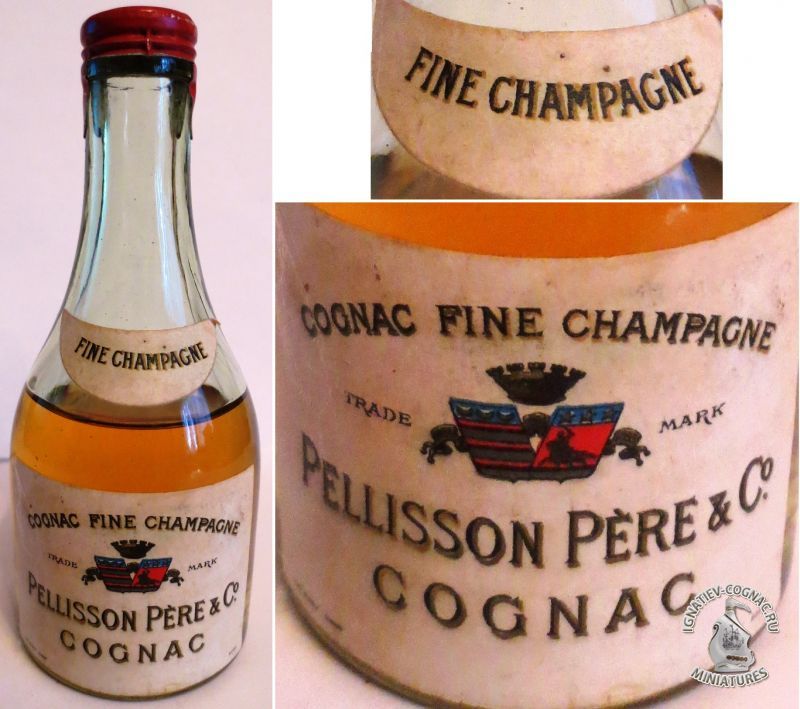 FINE CHAMPAGNE
COGNAC FINE CHAMPAGNE
TRADE MARK
PELLISSON PÈRE & Cº
COGNAC
FINE CHAMPAGNE
COGNAC FINE CHAMPAGNE
TRADE MARK
PELLISSON PÈRE & Cº
COGNAC
IGNATIEV-COGNAC.RU
MINIATURES